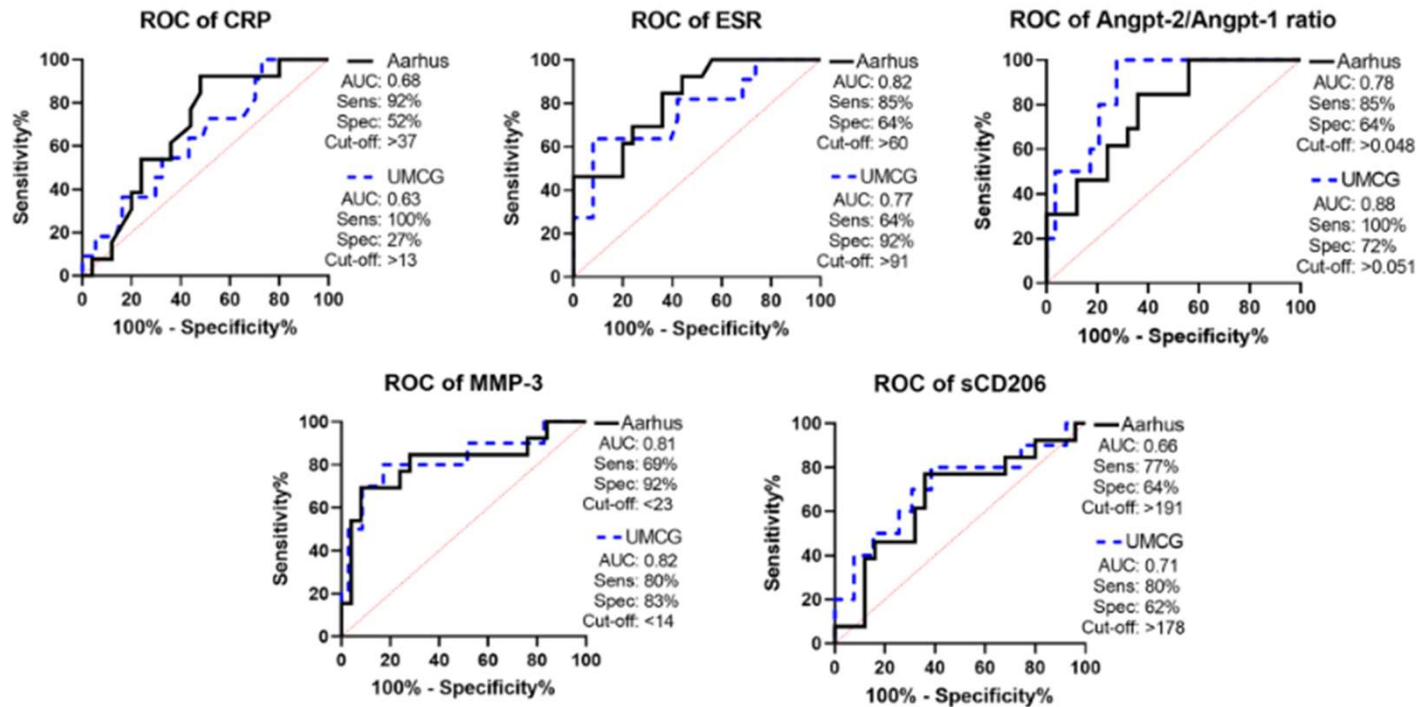 ROC of CRP
Sensitivity%
100
80
60
40
20
0
0 20 40 60 80 100
100% - Specificity%
Aarhus
AUC: 0.68
Sens: 92%
Spec: 52%
Cut-off: >37
UMCG
AUC: 0.63
Sens: 100%
Spec: 27%
Cut-off: >13
ROC of ESR
Sensitivity%
100
80
60
40
20
0
0 20 40 60 80 100
100% - Specificity%
Aarhus
AUC: 0.82
Sens: 85%
Spec: 64%
Cut-off: >60
UMCG
AUC: 0.77
Sens: 64%
Spec: 92%
Cut-off: >91
ROC of Angpt-2/Angpt-1 ratio
Sensitivity%
100
80
60
40
20
0
0 20 40 60 80 100
100% - Specificity%
Aarhus
AUC: 0.78
Sens: 85%
Spec: 64%
Cut-off: >0.048
UMCG
AUC: 0.88
Sens: 100%
Spec: 72%
Cut-off: >0.051
ROC of MMP-3
Sensitivity%
100
80
60
40
20
0
0 20 40 60 80 100
100% - Specificity%
Aarhus
AUC: 0.81
Sens: 69%
Spec: 92%
Cut-off: <23
UMCG
AUC: 0.82
Sens: 80%
Spec: 83%
Cut-off: <14
ROC of sCD206
Sensitivity%
100
80
60
40
20
0
0 20 40 60 80 100
100% - Specificity%
Aarhus
AUC: 0.66
Sens: 77%
Spec: 64%
Cut-off: >191
UMCG
AUC: 0.71
Sens: 80%
Spec: 62%
Cut-off: >178